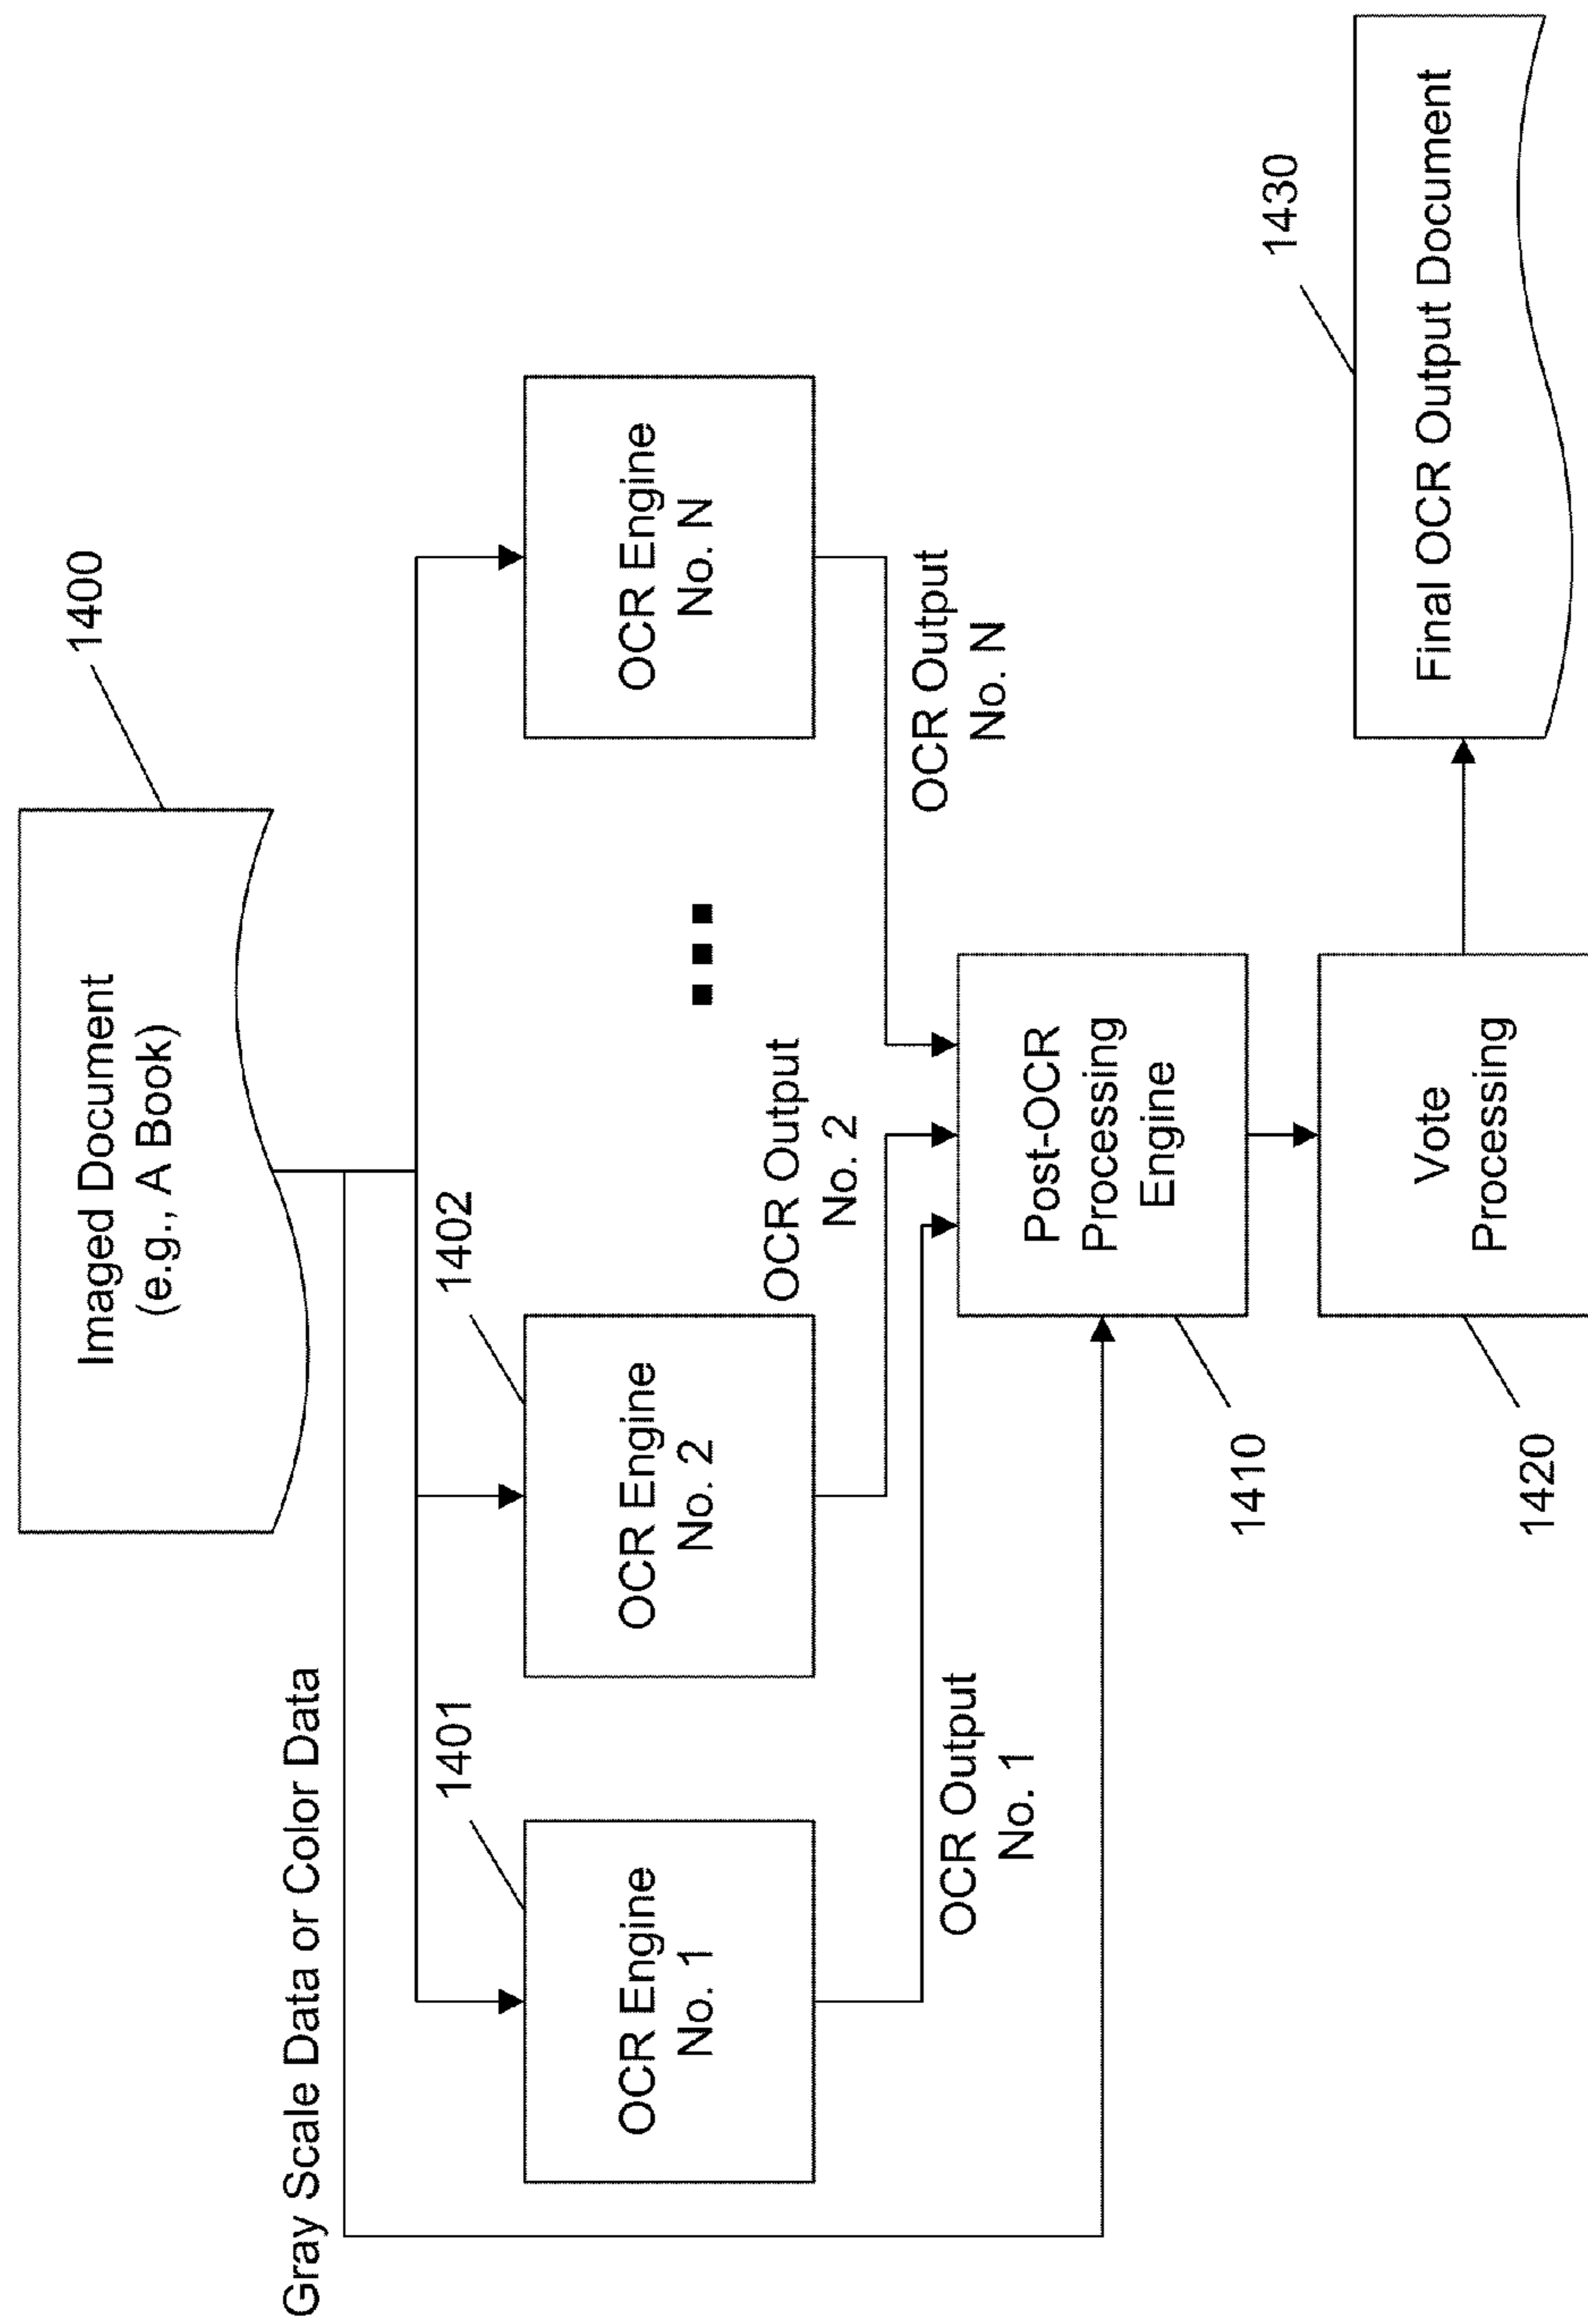 Imaged Document
(e.g., A Book)
1400
Gray Scale Data or Color Data
1401
1402
OCR Engine
No. 1
OCR Engine
No. 2
OCR Engine
No. N
OCR Output
No. 1
OCR Output
No. 2
OCR Output
No. N
Post-OCR
Processing
Engine
1410
Vote
Processing
1420
Final OCR Output Document
1430